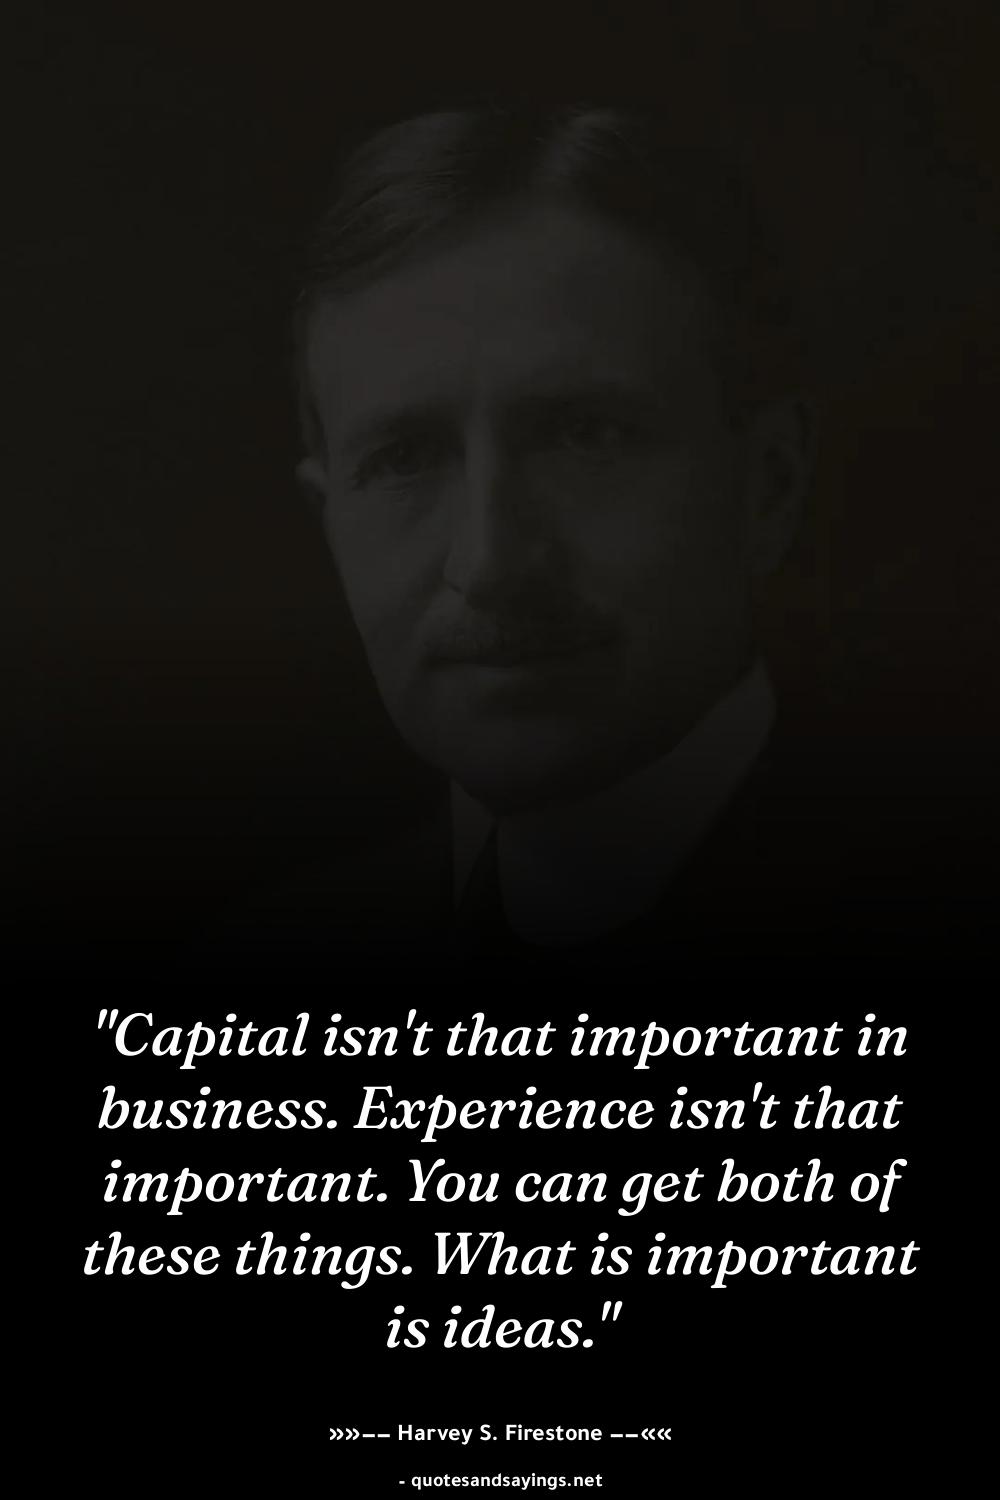 "Capital isn't that important in
business. Experience isn't that
important. You can get both of
these things. What is important
is ideas."
»»−− Harvey S. Firestone −−««
- quotesandsayings.net